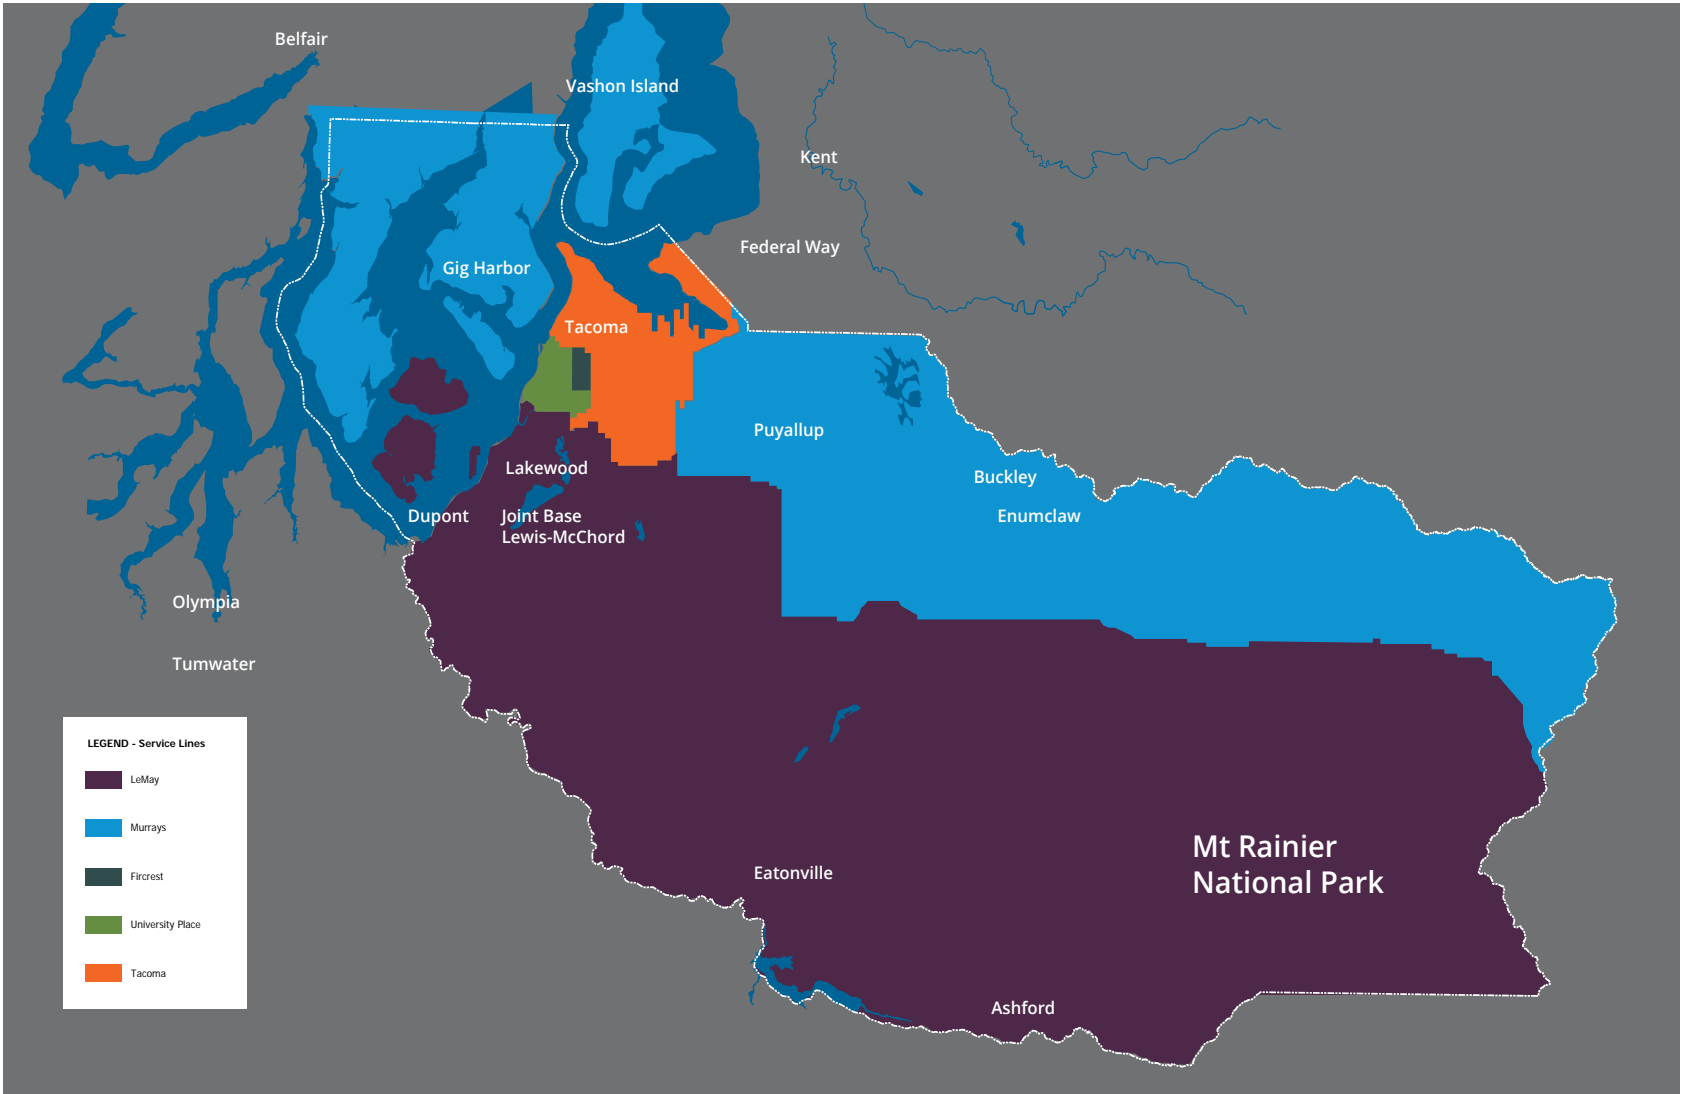 Belfair
Vashon Island
Kent
Federal Way
Gig Harbor
Tacoma
Puyallup
Buckley
Lakewood
Dupont
Joint Base
Lewis-McChord
Enumclaw
Olympia
Tumwater
LEGEND - Service Lines
LeMay
Murrays
Fircrest
University Place
Tacoma
Mt Rainier
National Park
Eatonville
Ashford